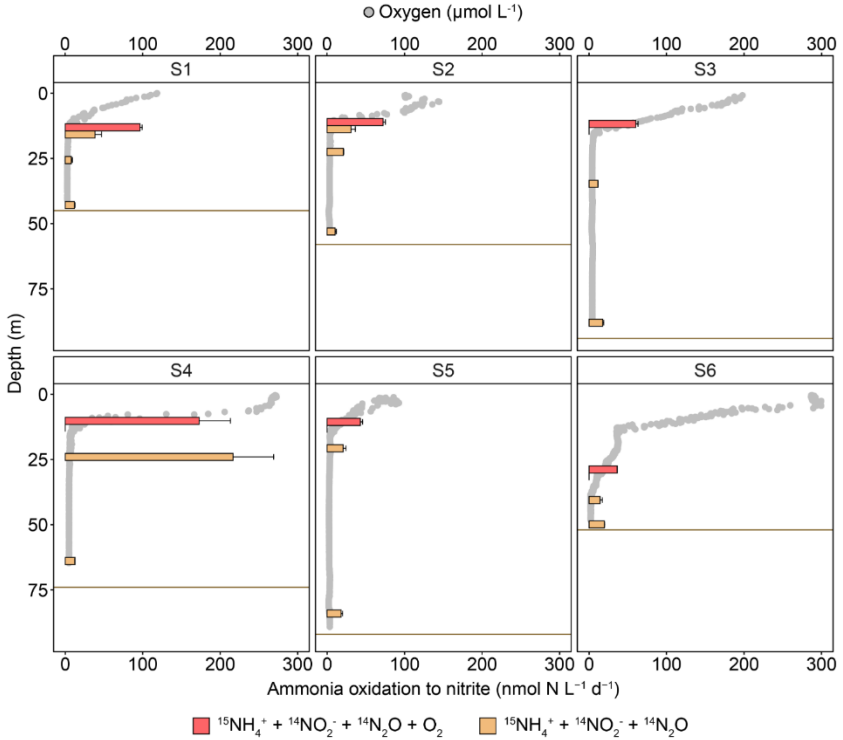 Oxygen (µmol L⁻¹)
0 100 200 300 0 100 200 300 0 100 200 300
S1 S2 S3
0
25
50
75
Depth (m)
S4 S5 S6
0
25
50
75
0 100 200 300 0 100 200 300 0 100 200 300
Ammonia oxidation to nitrite (nmol N L⁻¹ d⁻¹)
¹⁵NH₄⁺ + ¹⁴NO₂⁻ + ¹⁴N₂O + O₂ ¹⁵NH₄⁺ + ¹⁴NO₂⁻ + ¹⁴N₂O